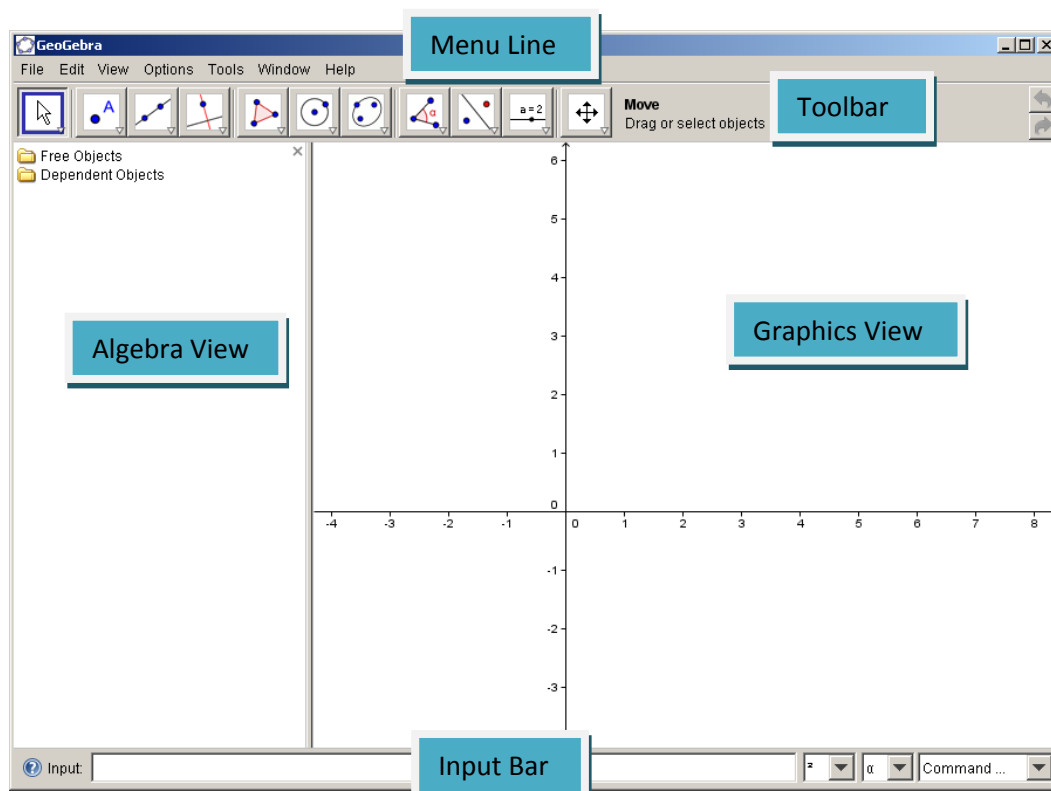 Menu Line
GeoGebra
File Edit View Options Tools Window Help
A
α
a = 2
Move
Drag or select objects
Toolbar
Free Objects
Dependent Objects
Algebra View
Graphics View
6
5
4
3
2
1
0
-4 -3 -2 -1 0 1 2 3 4 5 6 7 8
-1
-2
-3
Input:
Input Bar
² α Command ...